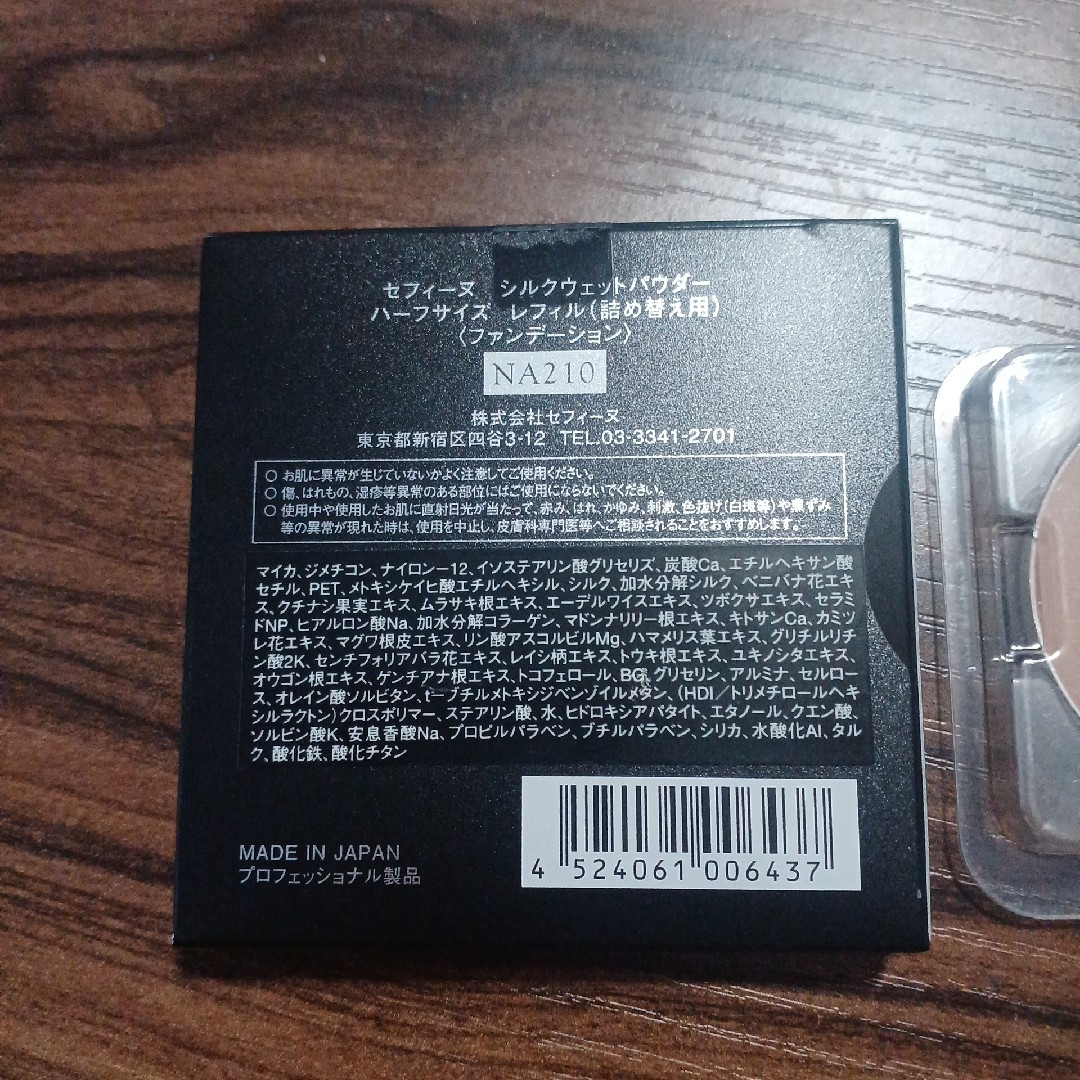 セフィーヌ シルクウェットパウダー
ハーフサイズ レフィル(詰め替え用)
〈ファンデーション〉
NA210
株式会社セフィーヌ
東京都新宿区四谷3-12 TEL.03-3341-2701
○ お肌に異常が生じていないかよく注意してご使用ください。
○ 傷、はれもの、湿疹等異常のある部位にはご使用にならないでください。
○ 使用中や使用したお肌に直射日光が当たって、赤み、はれ、かゆみ、刺激、色抜け(白斑等)や黒ずみ
等の異常が現れた時は、使用を中止し、皮膚科専門医等へご相談されることをおすすめします。
マイカ、ジメチコン、ナイロン-12、イソステアリン酸グリセリズ、炭酸Ca、エチルヘキサン酸
セチル、PET、メトキシケイヒ酸エチルヘキシル、シルク、加水分解シルク、ベニバナ花エキ
ス、クチナシ果実エキス、ムラサキ根エキス、エーデルワイスエキス、ツボクサエキス、セラミ
ドNP、ヒアルロン酸Na、加水分解コラーゲン、マドンナリリー根エキス、キトサンCa、カミツ
レ花エキス、マグワ根皮エキス、リン酸アスコルビルMg、ハマメリス葉エキス、グリチルリチ
ン酸2K、センチフォリアバラ花エキス、レイシ柄エキス、トウキ根エキス、ユキノシタエキス、
オウゴン根エキス、ゲンチアナ根エキス、トコフェロール、BG、グリセリン、アルミナ、セルロー
ス、オレイン酸ソルビタン、t-ブチルメトキシジベンゾイルメタン、(HDI/トリメチロールヘキ
シルラクトン)クロスポリマー、ステアリン酸、水、ヒドロキシアパタイト、エタノール、クエン酸、
ソルビン酸K、安息香酸Na、プロピルパラベン、ブチルパラベン、シリカ、水酸化Al、タル
ク、酸化鉄、酸化チタン
MADE IN JAPAN
プロフェッショナル製品
4 524061 006437